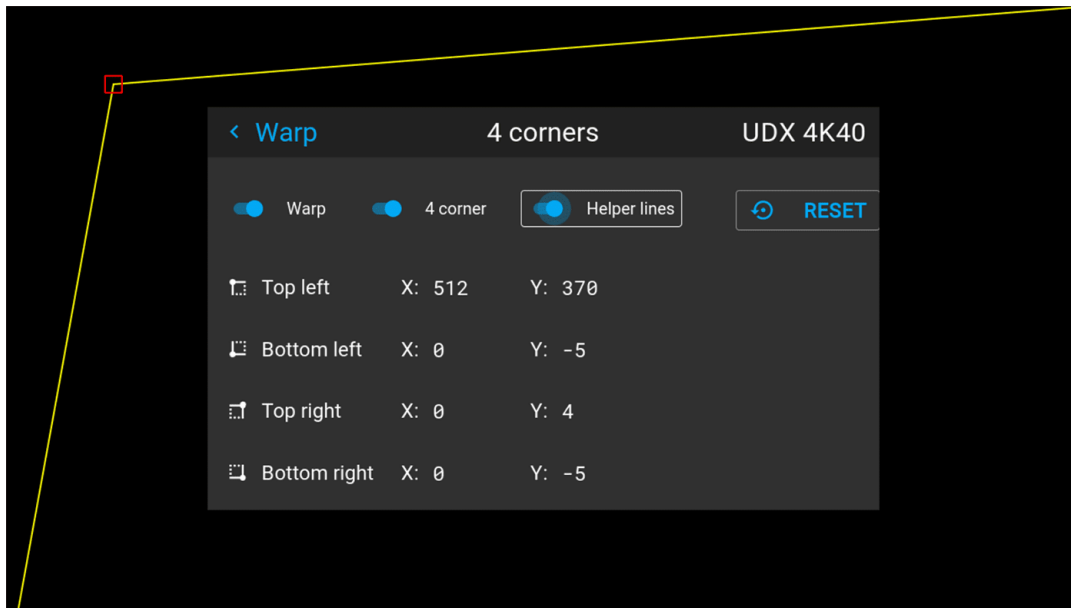 Warp 4 corners UDX 4K40
Warp 4 corner Helper lines RESET
Top left X: 512 Y: 370
Bottom left X: 0 Y: -5
Top right X: 0 Y: 4
Bottom right X: 0 Y: -5